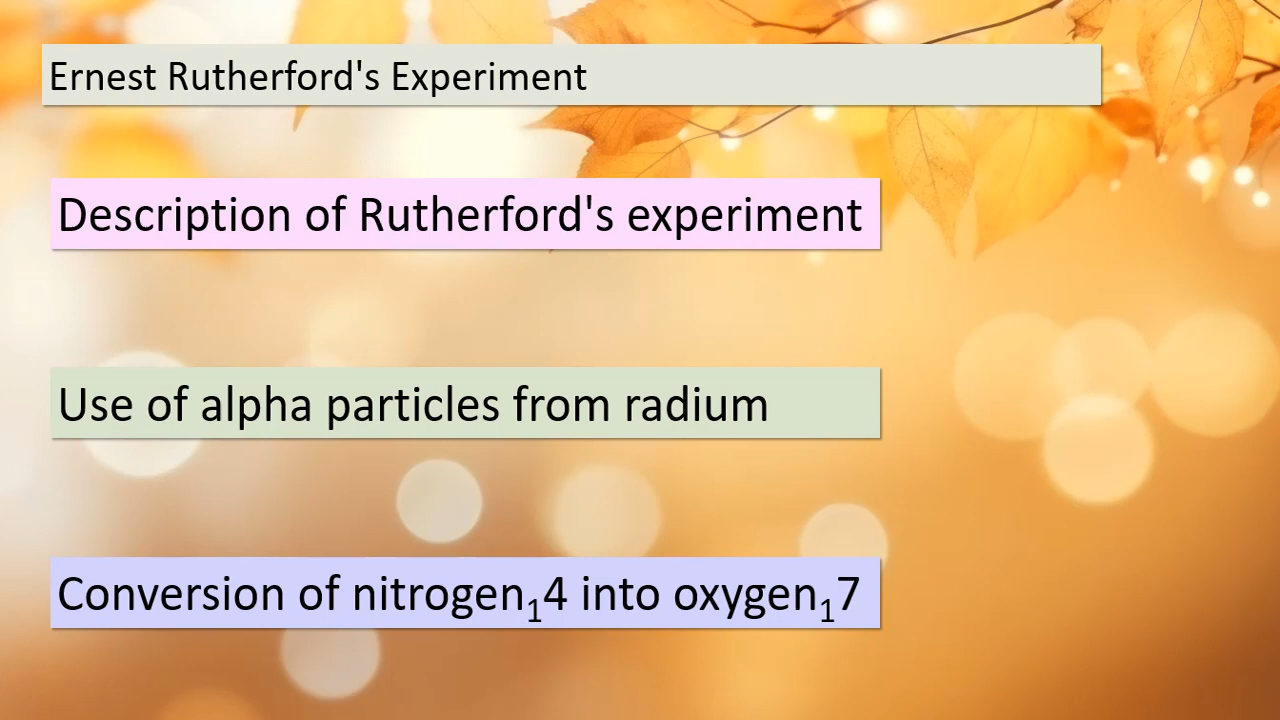 Ernest Rutherford's Experiment
Description of Rutherford's experiment
Use of alpha particles from radium
Conversion of nitrogen₁4 into oxygen₁7